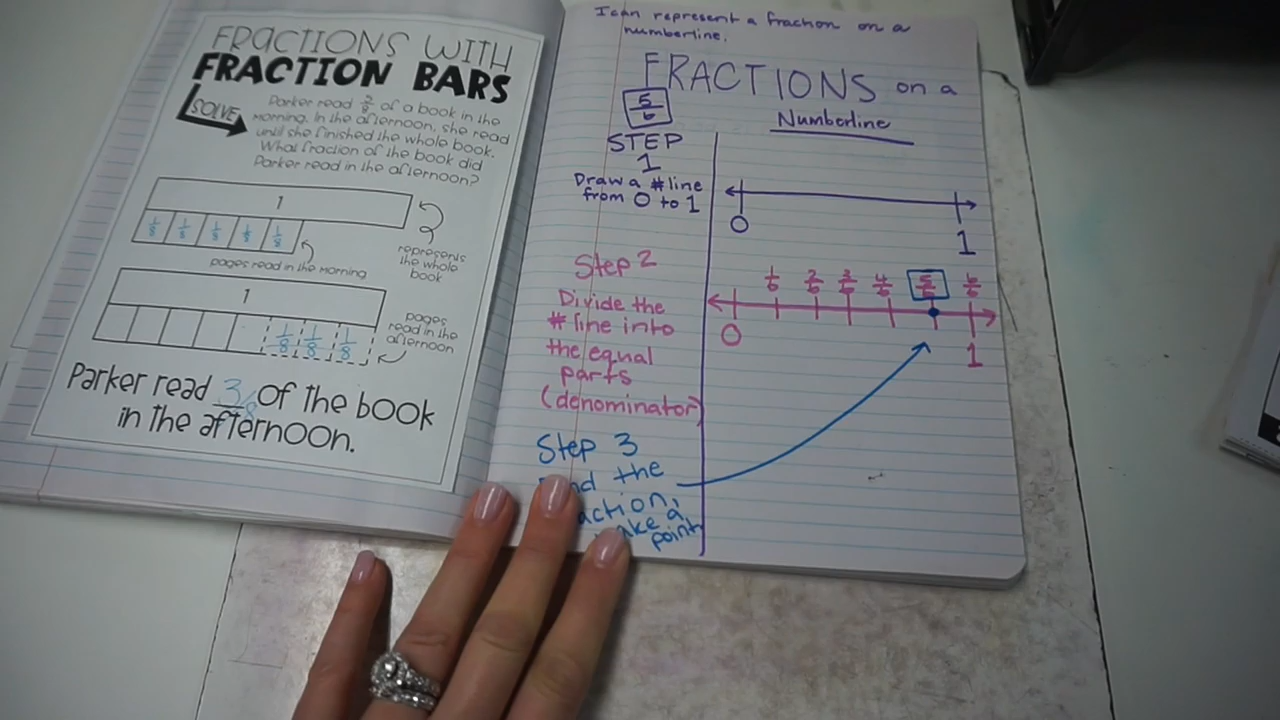 FRACTIONS WITH
FRACTION BARS
SOLVE
Parker read 2/8 of a book in the
morning. In the afternoon, she read
until she finished the whole book.
What fraction of the book did
Parker read in the afternoon?
1
1/8 1/8 1/8 1/8 1/8
represents
the whole
book
pages read in the morning
1
1/8 1/8 1/8
pages
read in the
afternoon
Parker read 3/8 of the book
in the afternoon.
I can represent a fraction on a
numberline.
FRACTIONS on a
Numberline
5/6
STEP
1
Draw a # line
from 0 to 1
0 1
Step 2
Divide the
# line into
the equal
parts
(denominator)
1/6 2/6 3/6 4/6 5/6 6/6
0 1
Step 3
the
point